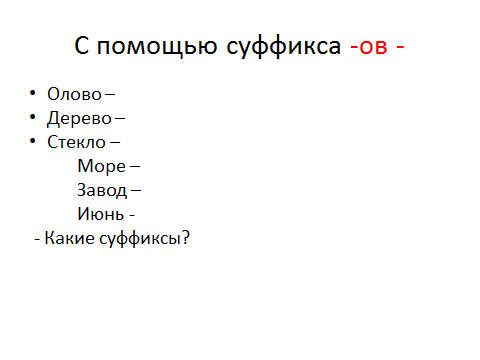 С помощью суффикса -ов -
• Олово –
• Дерево –
• Стекло –
Море –
Завод –
Июнь -
- Какие суффиксы?